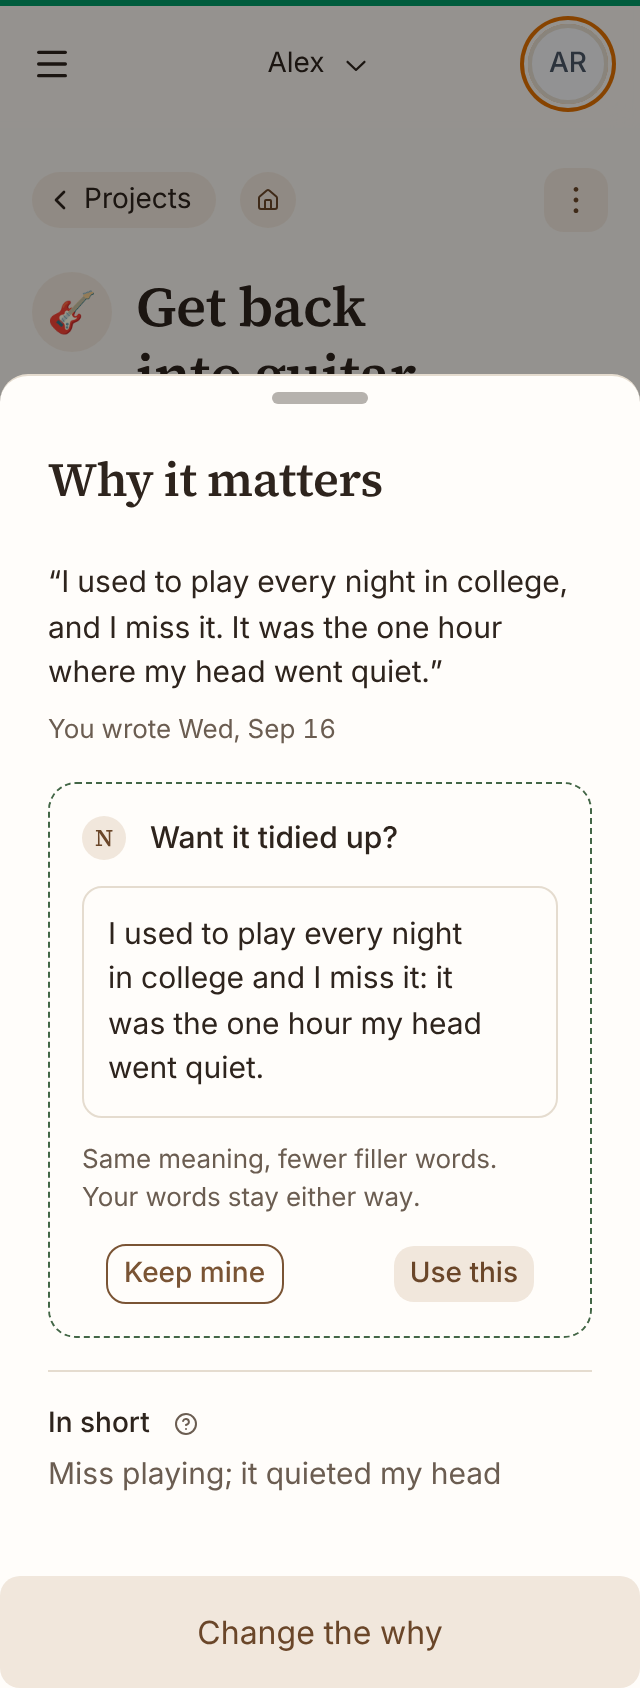 Alex
AR
Projects
Get back
into guitar
Why it matters
“I used to play every night in college,
and I miss it. It was the one hour
where my head went quiet.”
You wrote Wed, Sep 16
N
Want it tidied up?
I used to play every night
in college and I miss it: it
was the one hour my head
went quiet.
Same meaning, fewer filler words.
Your words stay either way.
Keep mine
Use this
In short
Miss playing; it quieted my head
Change the why